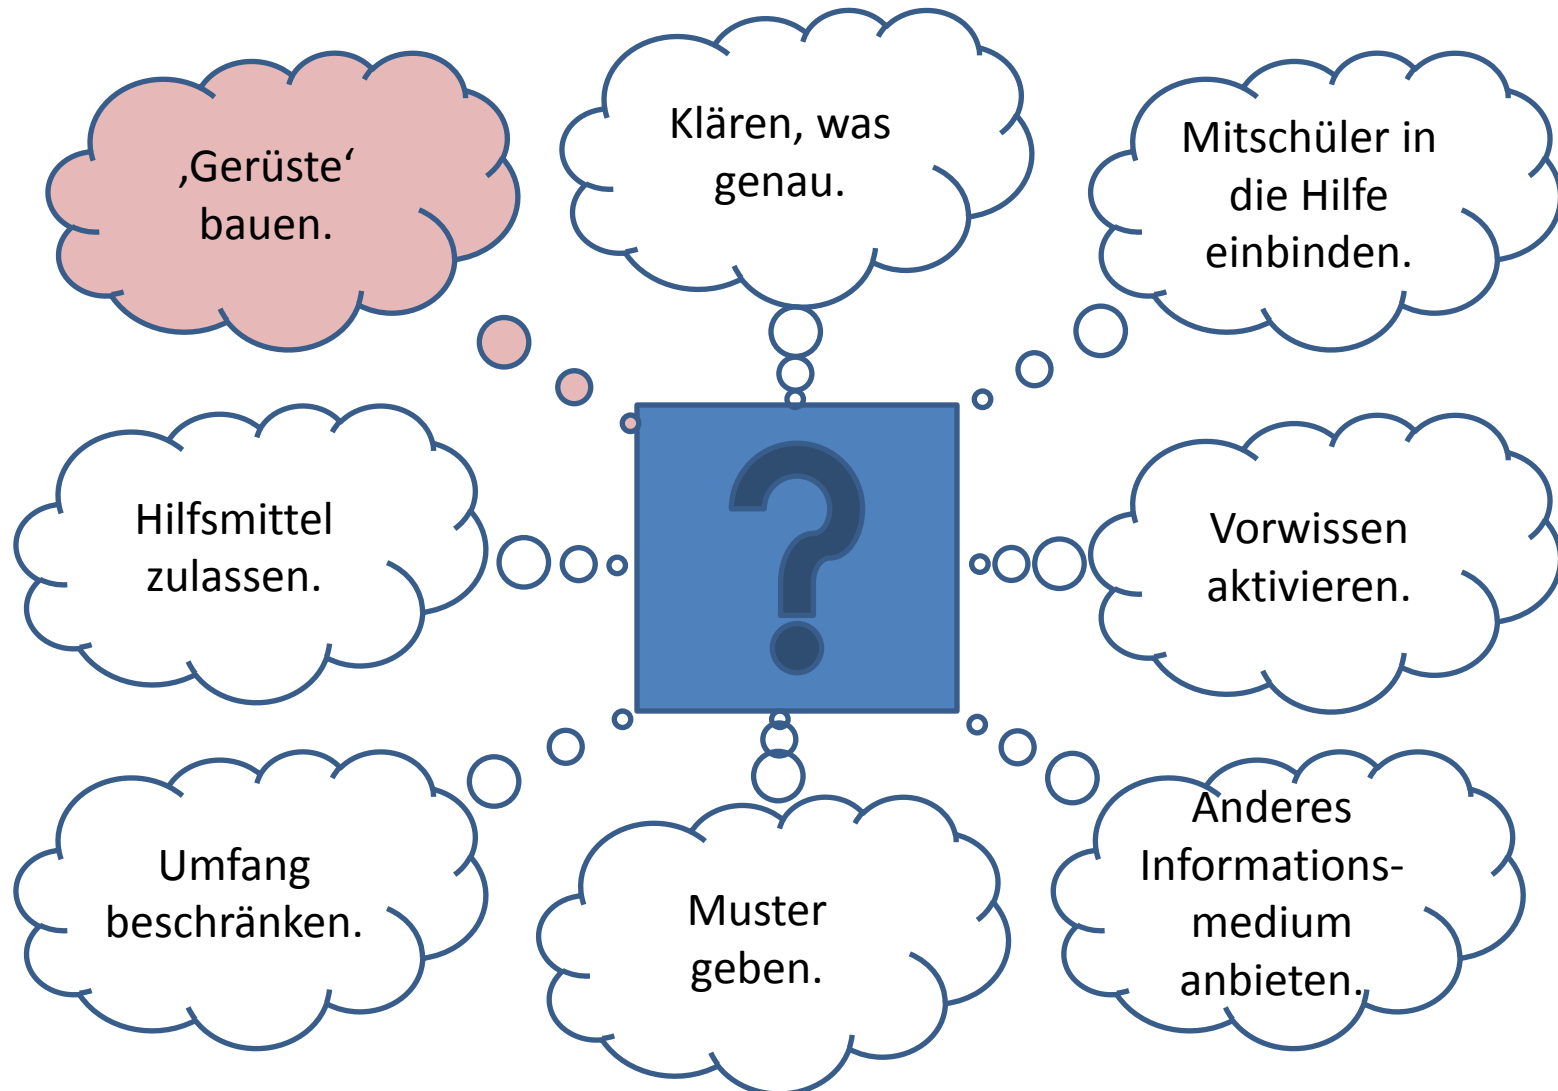 ‚Gerüste‘
bauen.
Klären, was
genau.
Mitschüler in
die Hilfe
einbinden.
Hilfsmittel
zulassen.
?
Vorwissen
aktivieren.
Umfang
beschränken.
Muster
geben.
Anderes
Informations-
medium
anbieten.